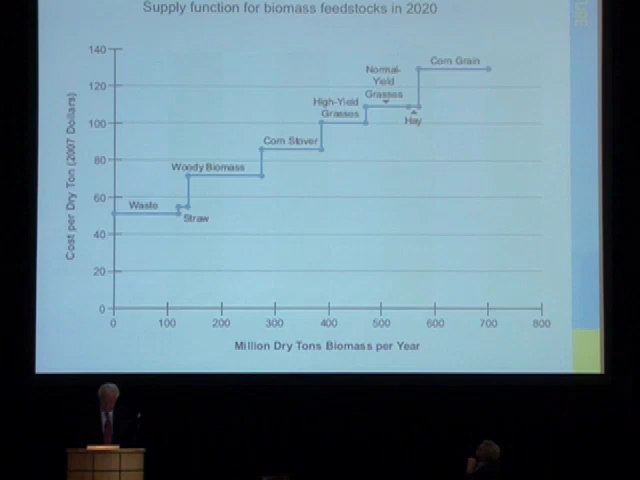 Supply function for biomass feedstocks in 2020
140
120
100
80
60
40
20
0
Cost per Dry Ton (2007 Dollars)
Corn Grain
Normal-
Yield
Grasses
High-Yield
Grasses
Hay
Corn Stover
Woody Biomass
Waste
Straw
0 100 200 300 400 500 600 700 800
Million Dry Tons Biomass per Year